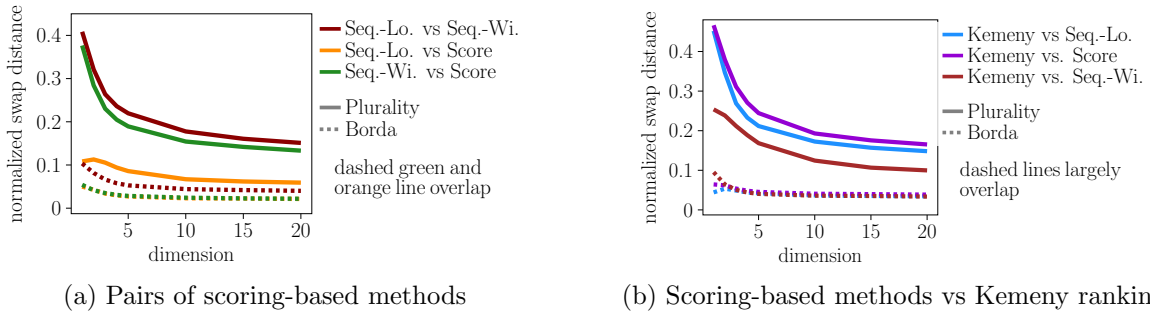 normalized swap distance
0.4
0.3
0.2
0.1
0
5
10
15
20
dimension
Seq.-Lo. vs Seq.-Wi.
Seq.-Lo. vs Score
Seq.-Wi. vs Score
Plurality
Borda
dashed green and
orange line overlap
(a) Pairs of scoring-based methods
normalized swap distance
0.4
0.3
0.2
0.1
0
5
10
15
20
dimension
Kemeny vs Seq.-Lo.
Kemeny vs. Score
Kemeny vs. Seq.-Wi.
Plurality
Borda
dashed lines largely
overlap
(b) Scoring-based methods vs Kemeny rankin